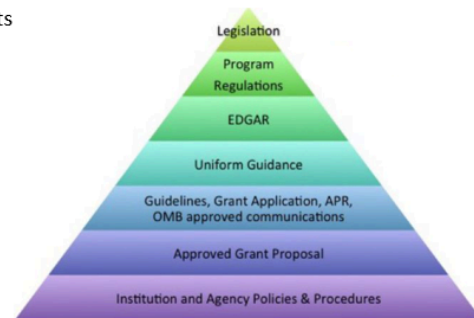 ts
Legislation
Program
Regulations
EDGAR
Uniform Guidance
Guidelines, Grant Application, APR,
OMB approved communications
Approved Grant Proposal
Institution and Agency Policies & Procedures